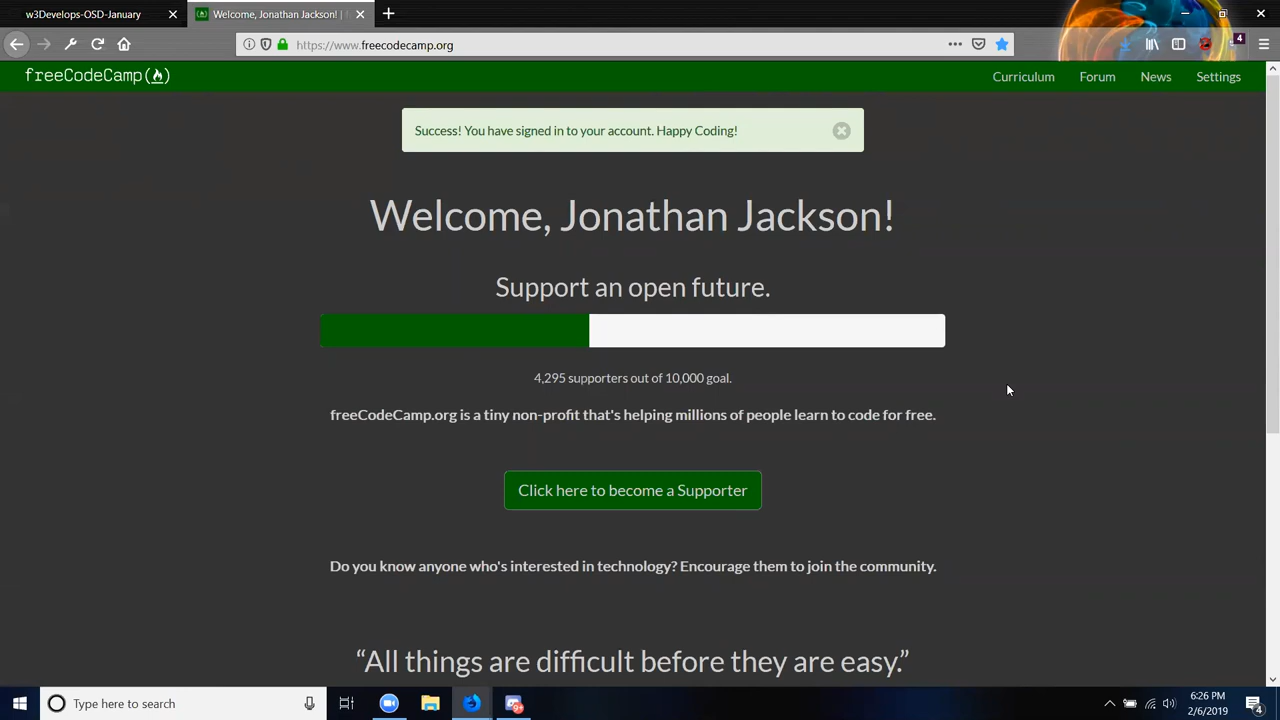 w3Develops-OSD-January
Welcome, Jonathan Jackson! |
https://www.freecodecamp.org
4
freeCodeCamp
Curriculum Forum News Settings
Success! You have signed in to your account. Happy Coding!
Welcome, Jonathan Jackson!
Support an open future.
4,295 supporters out of 10,000 goal.
freeCodeCamp.org is a tiny non-profit that's helping millions of people learn to code for free.
Click here to become a Supporter
Do you know anyone who's interested in technology? Encourage them to join the community.
“All things are difficult before they are easy.”
Type here to search
6:26 PM
2/6/2019
4